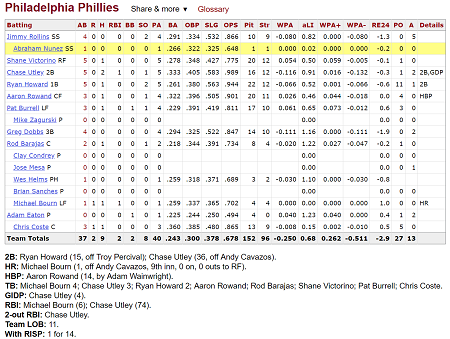 Philadelphia Phillies Share & more ▼ Glossary
Batting AB R H RBI BB SO PA BA OBP SLG OPS Pit Str WPA aLI WPA+ WPA- RE24 PO A Details
Jimmy Rollins SS 4 0 0 0 0 2 4 .291 .334 .532 .866 10 9 -0.080 0.82 0.000 -0.080 -1.3 0 5
Abraham Nunez SS 1 0 0 0 0 0 1 .266 .322 .325 .648 1 1 0.000 0.02 0.000 0.000 -0.2 0 0
Shane Victorino RF 5 0 1 0 0 0 5 .278 .348 .427 .775 20 12 0.054 0.50 0.059 -0.005 -0.1 1 0
Chase Utley 2B 5 0 2 1 0 1 5 .333 .405 .583 .989 16 12 -0.116 0.91 0.016 -0.132 -0.3 1 2 2B,GDP
Ryan Howard 1B 5 0 1 0 0 2 5 .261 .380 .563 .944 22 12 -0.066 0.52 0.001 -0.066 -0.6 11 1 2B
Aaron Rowand CF 3 0 1 0 0 1 4 .322 .396 .505 .901 20 11 0.026 0.46 0.044 -0.018 0.4 0 0 HBP
Pat Burrell LF 3 0 1 0 1 2 4 .229 .391 .419 .811 17 10 0.061 0.65 0.073 -0.012 0.6 3 0
Mike Zagurski P 0 0 0 0 0 0 0 0.00 0 0
Greg Dobbs 3B 4 0 0 0 0 0 4 .294 .325 .522 .847 14 10 -0.111 1.16 0.000 -0.111 -1.9 0 2
Rod Barajas C 2 0 1 0 0 1 2 .218 .344 .391 .734 8 4 -0.020 1.22 0.027 -0.047 -0.2 1 0
Clay Condrey P 0 0 0 0 0 0 0 0.00 0 0
Jose Mesa P 0 0 0 0 0 0 0 0.00 0 1
Wes Helms PH 1 0 0 0 0 0 1 .259 .318 .371 .689 3 2 -0.030 1.10 0.000 -0.030 -0.8
Brian Sanches P 0 0 0 0 0 0 0 0.00 0 0
Michael Bourn LF 1 1 1 1 0 0 1 .259 .337 .365 .702 4 4 0.000 0.00 0.000 0.000 1.0 0 0 HR
Adam Eaton P 0 0 0 0 1 0 1 .225 .244 .250 .494 4 0 0.040 1.23 0.040 0.000 0.4 1 2
Chris Coste C 3 1 1 0 0 0 3 .360 .385 .480 .865 13 9 -0.008 0.15 0.002 -0.010 0.5 5 0
Team Totals 37 2 9 2 2 8 40 .243 .300 .378 .678 152 96 -0.250 0.68 0.262 -0.511 -2.9 27 13
2B: Ryan Howard (15, off Troy Percival); Chase Utley (36, off Andy Cavazos).
HR: Michael Bourn (1, off Andy Cavazos, 9th inn, 0 on, 0 outs to RF).
HBP: Aaron Rowand (14, by Adam Wainwright).
TB: Michael Bourn 4; Chase Utley 3; Ryan Howard 2; Aaron Rowand; Rod Barajas; Shane Victorino; Pat Burrell; Chris Coste.
GIDP: Chase Utley (4).
RBI: Michael Bourn (6); Chase Utley (74).
2-out RBI: Chase Utley.
Team LOB: 11.
With RISP: 1 for 14.